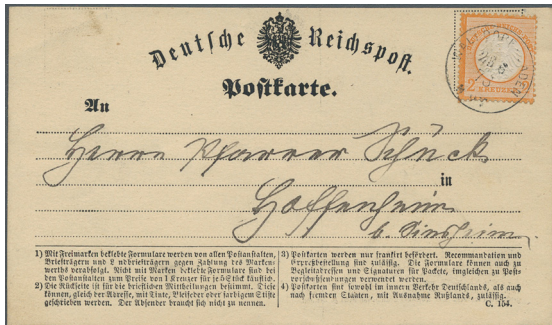 Deutsche Reichspost.
Postkarte.
2 KREUZER
An
Herrn Pfarrer Schück
in
Hoffenheim
b. Sinsheim.
1) Mit Freimarken beklebte Formulare werden von allen Postanstalten,
Briefträgern und Landbriefträgern gegen Zahlung des Marken-
werths verabfolgt. Nicht mit Marken beklebte Formulare sind bei
den Postanstalten zum Preise von 1 Kreuzer für je 5 Stück käuflich.
2) Die Rückseite ist für die brieflichen Mittheilungen bestimmt. Diese
können, gleich der Adresse, mit Tinte, Bleifeder oder farbigem Stifte
geschrieben werden. Der Absender braucht sich nicht zu nennen.
3) Postkarten werden nur frankirt befördert. Recommandation und
Expreßbestellung sind zulässig. Die Formulare können auch zu
Begleitadressen und Signaturen für Packete, imgleichen zu Post-
vorschußsendungen verwendet werden.
4) Postkarten sind sowohl im innern Verkehr Deutschlands, als auch
nach fremden Staaten, mit Ausnahme Rußlands, zulässig.
C. 154.